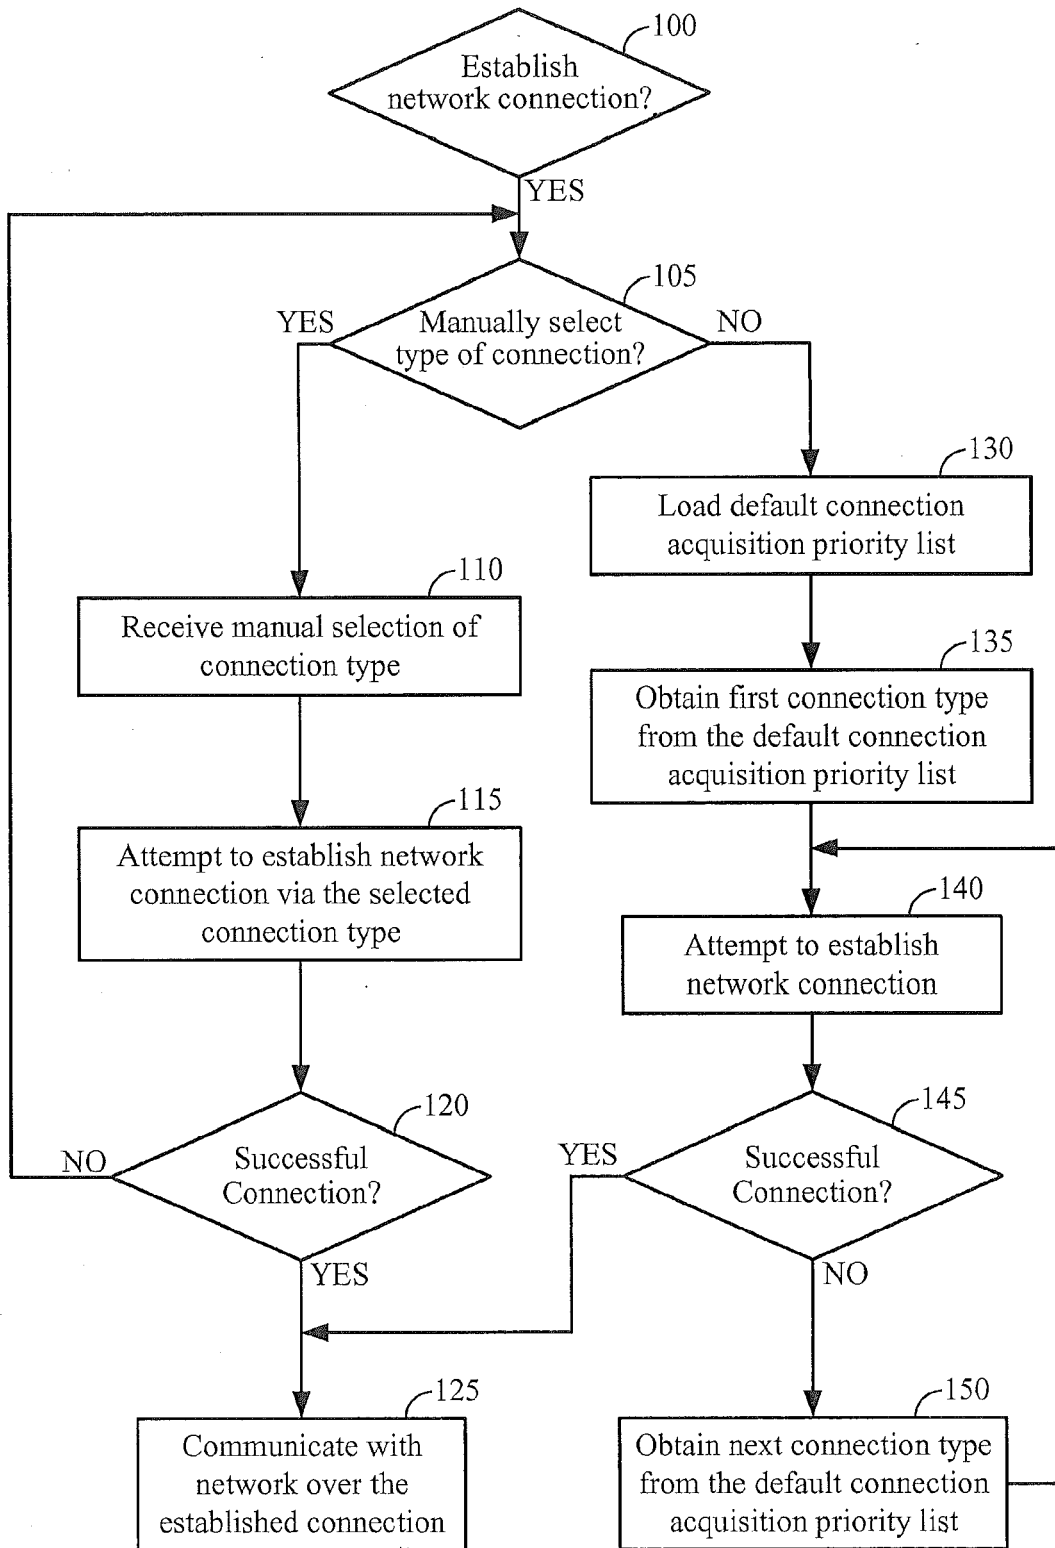 100
Establish
network connection?
YES
105
YES
Manually select
type of connection?
NO
130
Load default connection
acquisition priority list
110
Receive manual selection of
connection type
135
Obtain first connection type
from the default connection
acquisition priority list
115
Attempt to establish network
connection via the selected
connection type
140
Attempt to establish
network connection
120
NO
Successful
Connection?
YES
145
YES
Successful
Connection?
NO
125
Communicate with
network over the
established connection
150
Obtain next connection type
from the default connection
acquisition priority list